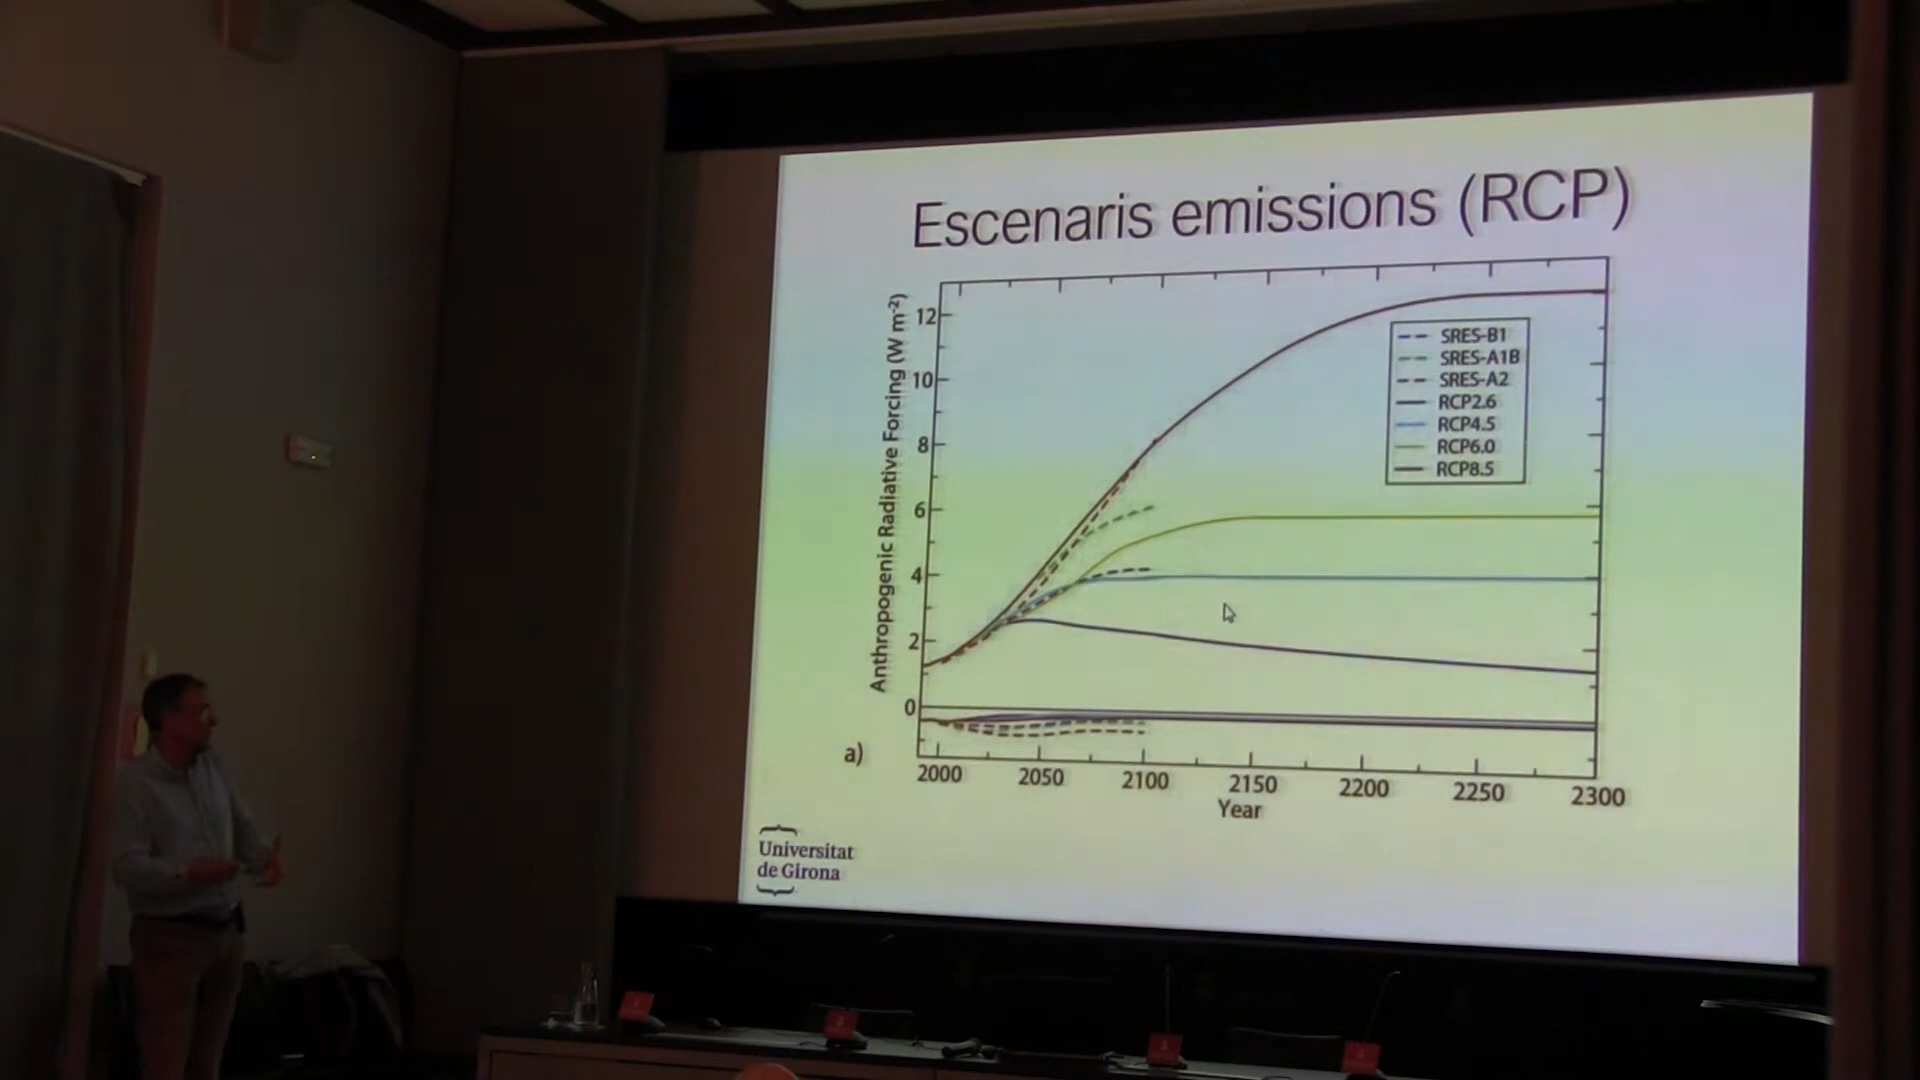 Escenaris emissions (RCP)
Anthropogenic Radiative Forcing (W m-2)
12
10
8
6
4
2
0
SRES-B1
SRES-A1B
SRES-A2
RCP2.6
RCP4.5
RCP6.0
RCP8.5
a)
2000 2050 2100 2150 2200 2250 2300
Year
Universitat
de Girona